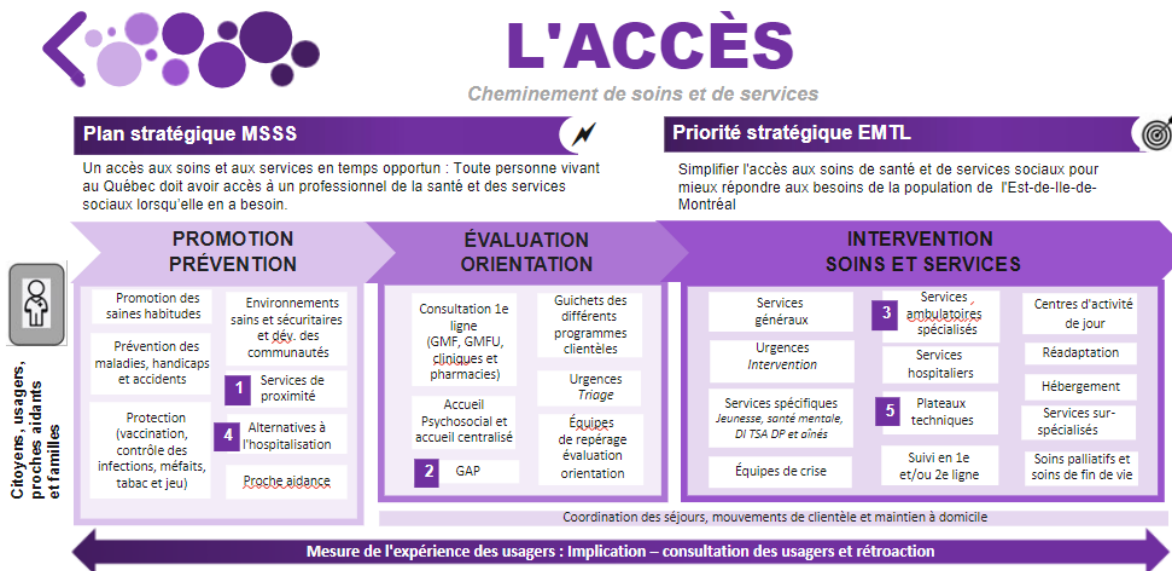 L'ACCÈS
Cheminement de soins et de services
Plan stratégique MSSS
Un accès aux soins et aux services en temps opportun : Toute personne vivant
au Québec doit avoir accès à un professionnel de la santé et des services
sociaux lorsqu'elle en a besoin.
Priorité stratégique EMTL
Simplifier l'accès aux soins de santé et de services sociaux pour
mieux répondre aux besoins de la population de l'Est-de-Ile-de-
Montréal
Citoyens, usagers,
proches aidants
et familles
PROMOTION
PRÉVENTION
Promotion des
saines habitudes
Prévention des
maladies, handicaps
et accidents
Protection
(vaccination,
contrôle des
infections, méfaits,
tabac et jeu)
Environnements
sains et sécuritaires
et dév. des
communautés
1
Services de
proximité
4
Alternatives à
l'hospitalisation
Proche aidance
ÉVALUATION
ORIENTATION
Consultation 1e
ligne
(GMF, GMFU,
cliniques et
pharmacies)
Accueil
Psychosocial et
accueil centralisé
2
GAP
Guichets des
différents
programmes
clientèles
Urgences
Triage
Équipes
de repérage
évaluation
orientation
INTERVENTION
SOINS ET SERVICES
Services
généraux
Urgences
Intervention
Services spécifiques
Jeunesse, santé mentale,
DI TSA DP et aînés
Équipes de crise
3
Services
ambulatoires
spécialisés
Services
hospitaliers
5
Plateaux
techniques
Suivi en 1e
et/ou 2e ligne
Centres d'activité
de jour
Réadaptation
Hébergement
Services sur-
spécialisés
Soins palliatifs et
soins de fin de vie
Coordination des séjours, mouvements de clientèle et maintien à domicile
Mesure de l'expérience des usagers : Implication – consultation des usagers et rétroaction